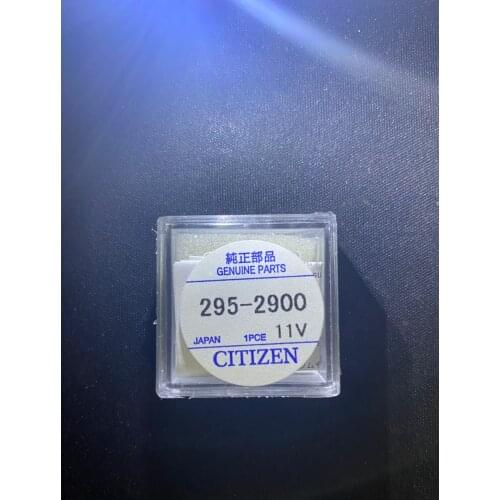 純正部品
GENUINE PARTS
295-2900
JAPAN 1PCE 11V
CITIZEN